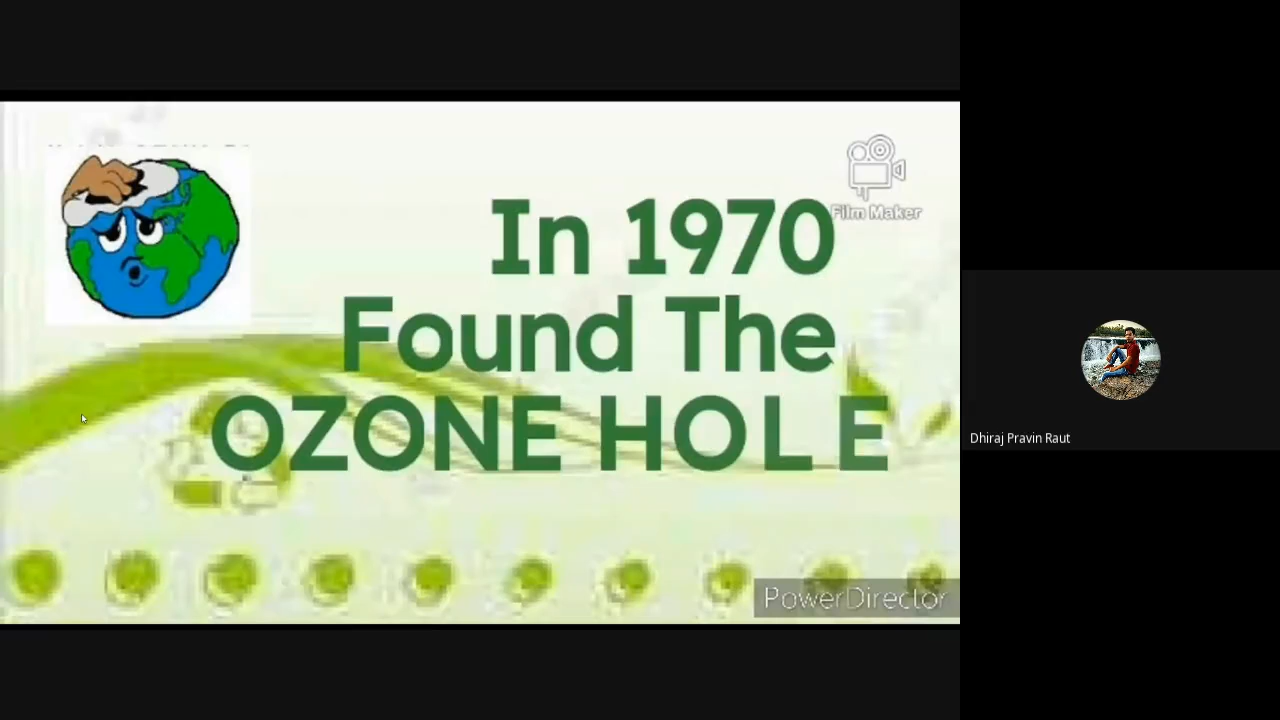 In 1970
Film Maker
Found The
OZONE HOLE
PowerDirector
Dhiraj Pravin Raut